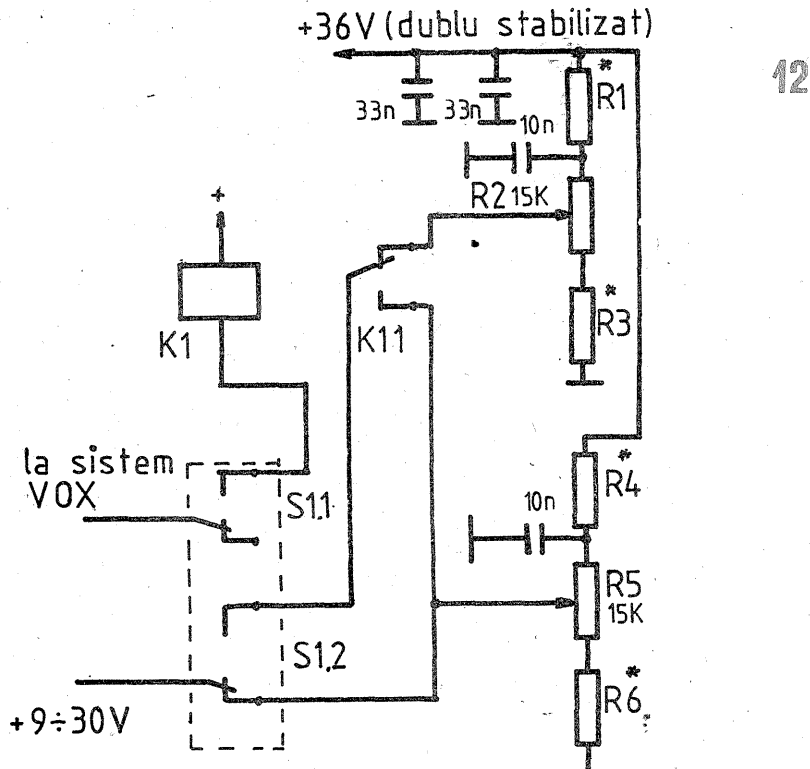 +36V (dublu stabilizat)
12
*
R1
33n
33n
10n
R2 15K
+
K1
K11
*
R3
la sistem
VOX
S1.1
*
R4
10n
R5
15K
S1.2
*
R6
+9÷30V